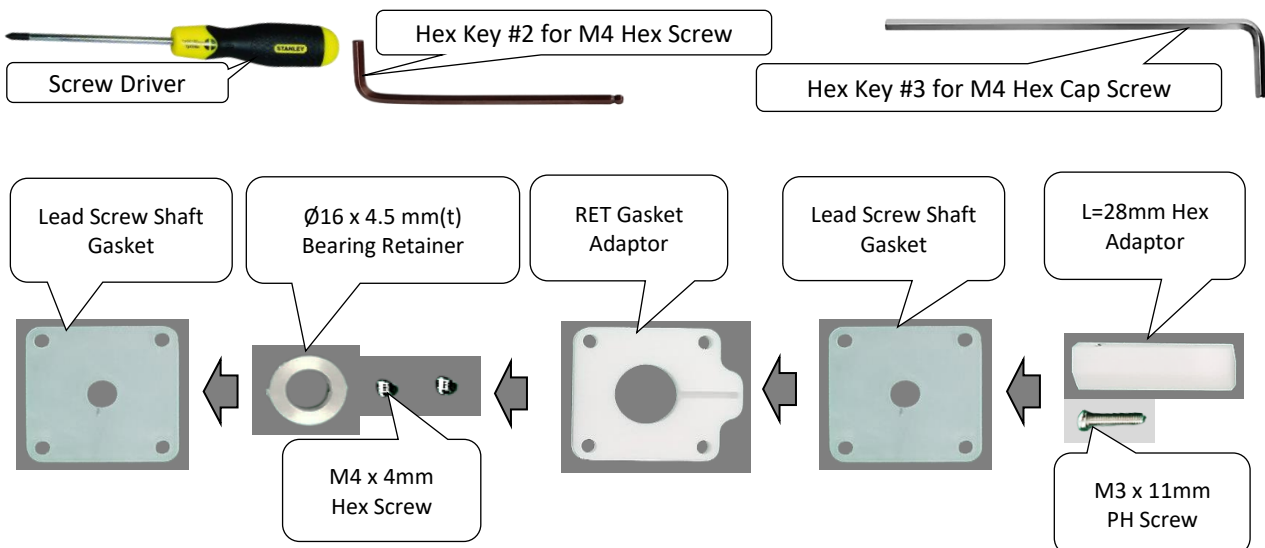 STANLEY
Screw Driver
Hex Key #2 for M4 Hex Screw
Hex Key #3 for M4 Hex Cap Screw
Lead Screw Shaft
Gasket
Ø16 x 4.5 mm(t)
Bearing Retainer
RET Gasket
Adaptor
Lead Screw Shaft
Gasket
L=28mm Hex
Adaptor
M4 x 4mm
Hex Screw
M3 x 11mm
PH Screw